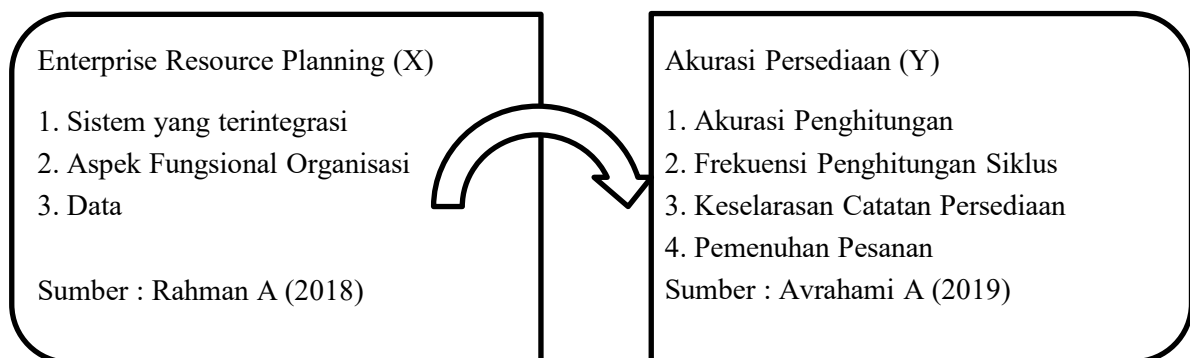 Enterprise Resource Planning (X)
1. Sistem yang terintegrasi
2. Aspek Fungsional Organisasi
3. Data
Sumber : Rahman A (2018)
Akurasi Persediaan (Y)
1. Akurasi Penghitungan
2. Frekuensi Penghitungan Siklus
3. Keselarasan Catatan Persediaan
4. Pemenuhan Pesanan
Sumber : Avrahami A (2019)